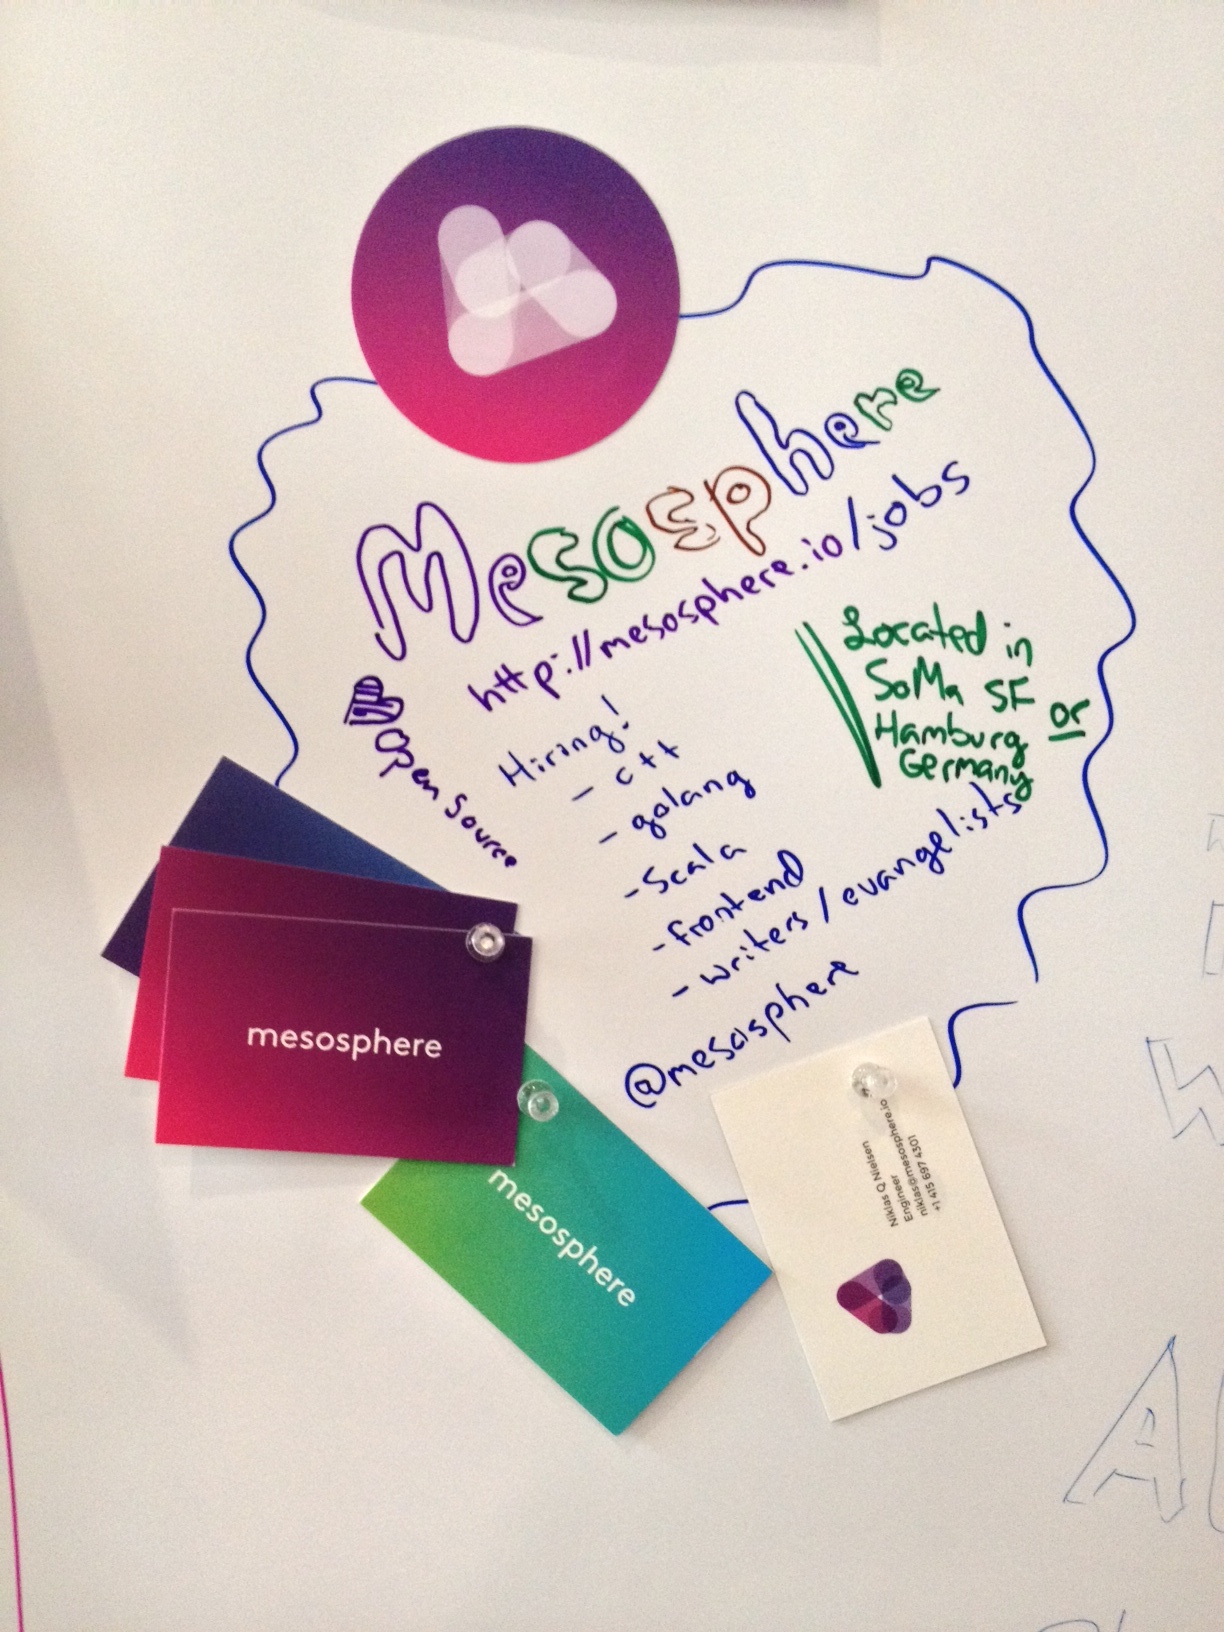 Mesosphere
http://mesosphere.io/jobs
Located in
SoMa SF
or
Hamburg
Germany
Open Source
Hiring!
- C++
- golang
- Scala
- frontend
- writers / evangelists
@mesosphere
mesosphere
mesosphere
Niklas Q Nielsen
Engineer
niklas@mesosphere.io
+1 415 697 4301